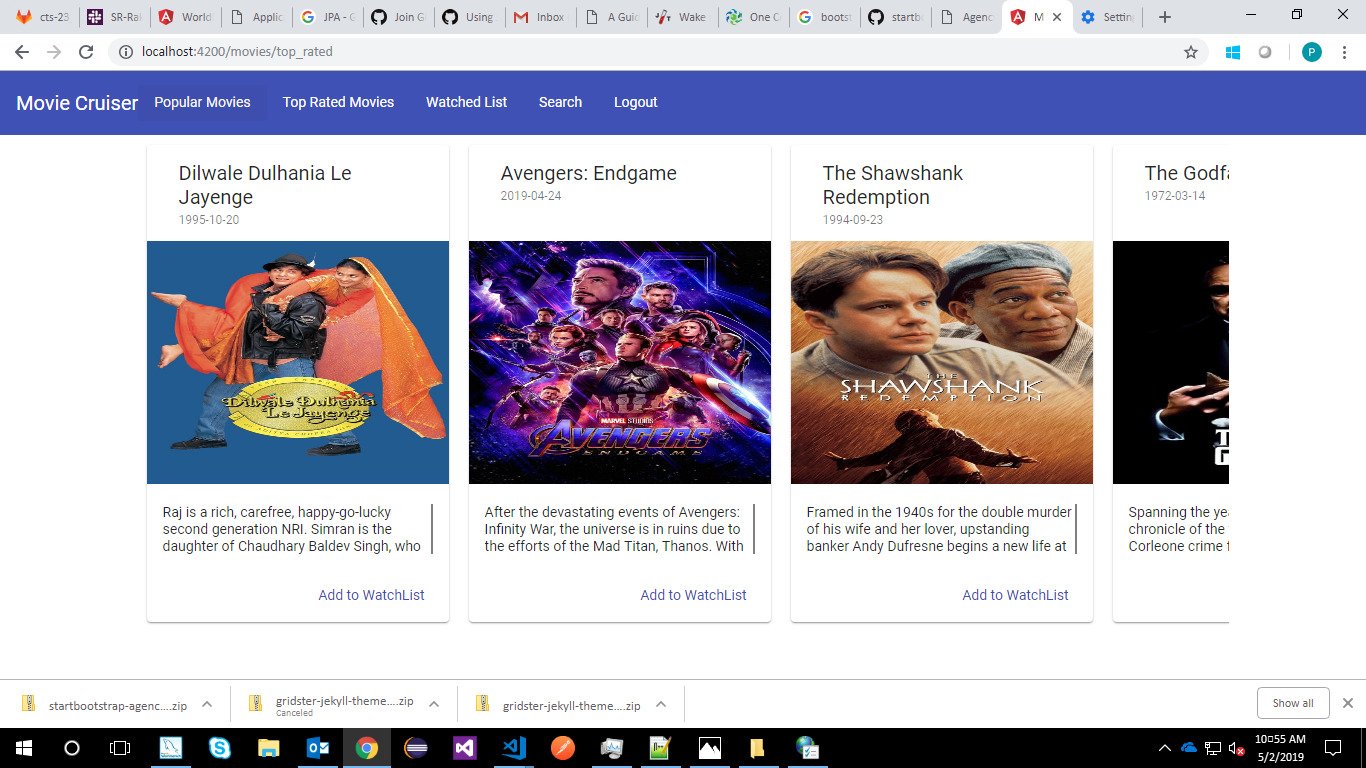 cts-23
SR-Ral
World
Applic
JPA - G
Join G
Using
Inbox
A Guid
Wake
One C
bootst
startbo
Agenc
M
Settin
localhost:4200/movies/top_rated
P
Movie Cruiser
Popular Movies
Top Rated Movies
Watched List
Search
Logout
Dilwale Dulhania Le
Jayenge
1995-10-20
Dilwale Dulhania
Le Jayenge
Raj is a rich, carefree, happy-go-lucky
second generation NRI. Simran is the
daughter of Chaudhary Baldev Singh, who
Add to WatchList
Avengers: Endgame
2019-04-24
MARVEL STUDIOS
AVENGERS
ENDGAME
After the devastating events of Avengers:
Infinity War, the universe is in ruins due to
the efforts of the Mad Titan, Thanos. With
Add to WatchList
The Shawshank
Redemption
1994-09-23
THE
SHAWSHANK
REDEMPTION
Framed in the 1940s for the double murder
of his wife and her lover, upstanding
banker Andy Dufresne begins a new life at
Add to WatchList
The Godfa
1972-03-14
Spanning the yea
chronicle of the
Corleone crime f
startbootstrap-agenc....zip
gridster-jekyll-theme....zip
Canceled
gridster-jekyll-theme....zip
Show all
10:55 AM
5/2/2019